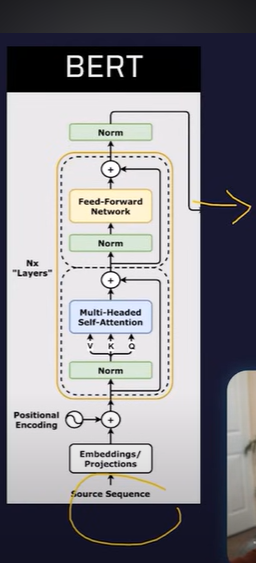 BERT
Norm
+
Feed-Forward
Network
Norm
+
Nx
"Layers"
Multi-Headed
Self-Attention
V K Q
Norm
Positional
Encoding
+
Embeddings/
Projections
Source Sequence